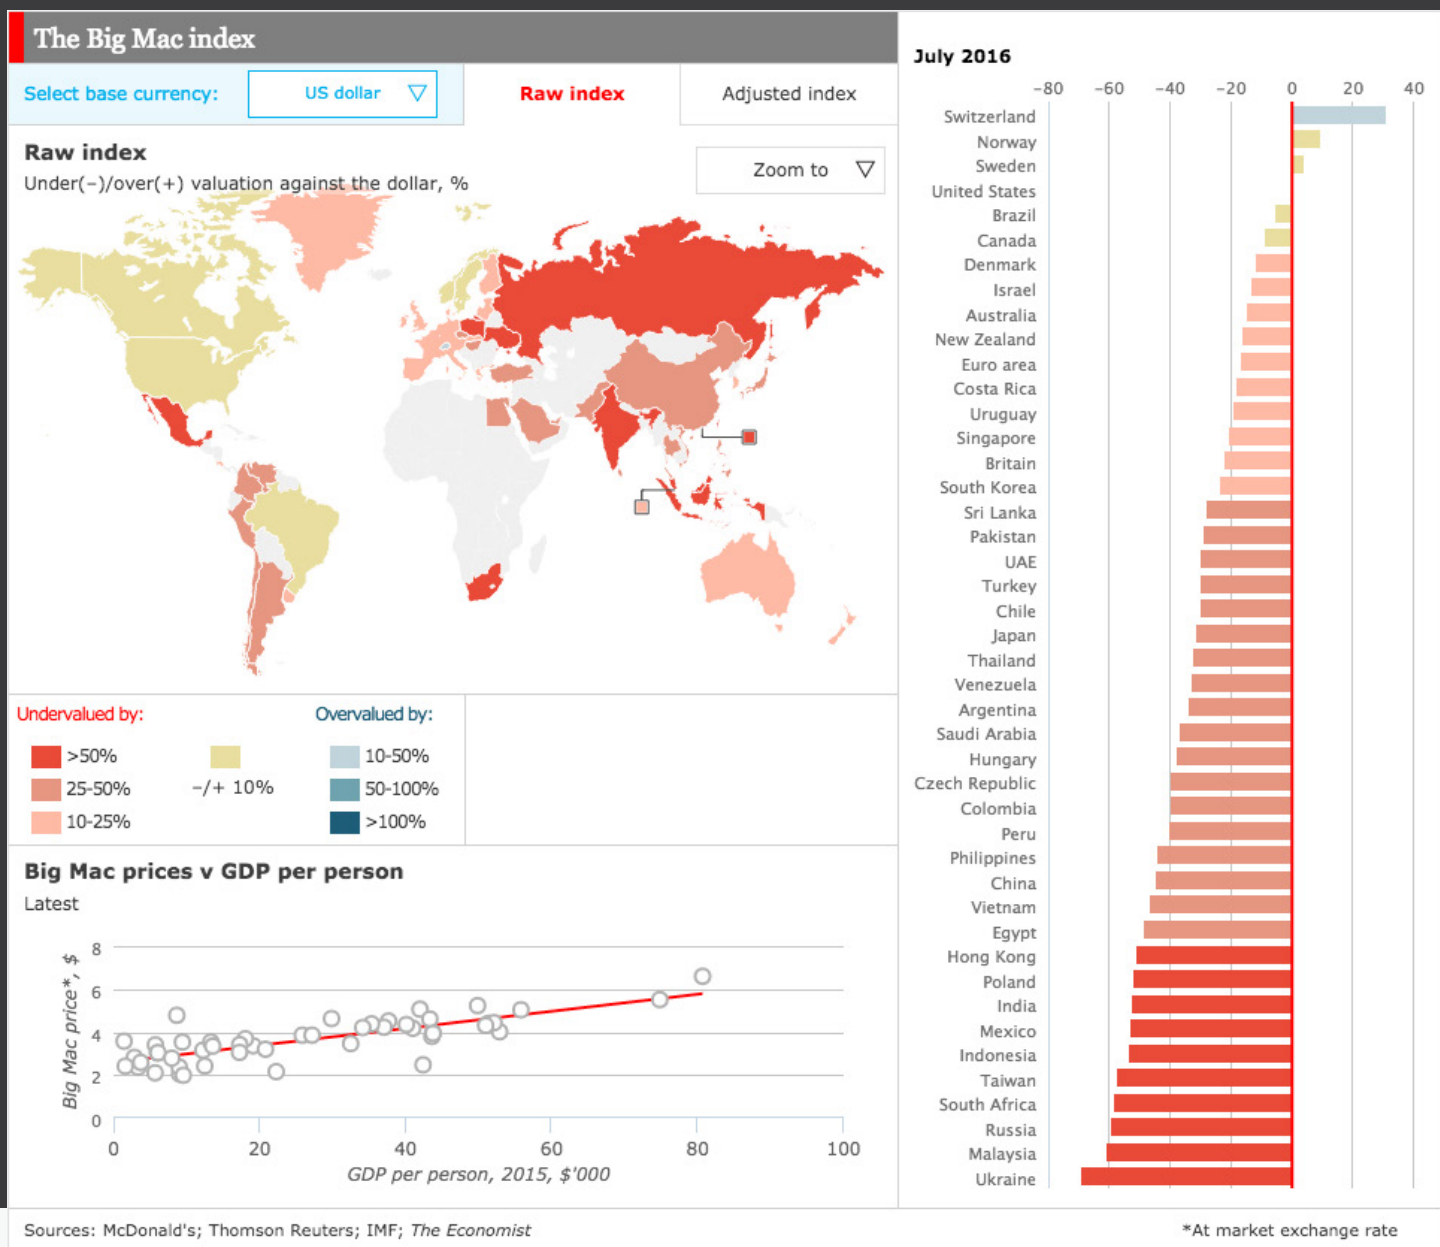 The Big Mac index
Select base currency:
US dollar
Raw index
Adjusted index
Raw index
Under(–)/over(+) valuation against the dollar, %
Zoom to
Undervalued by:
>50%
25-50%
10-25%
–/+ 10%
Overvalued by:
10-50%
50-100%
>100%
Big Mac prices v GDP per person
Latest
Big Mac price*, $
8
6
4
2
0
0 20 40 60 80 100
GDP per person, 2015, $'000
July 2016
–80 –60 –40 –20 0 20 40
Switzerland
Norway
Sweden
United States
Brazil
Canada
Denmark
Israel
Australia
New Zealand
Euro area
Costa Rica
Uruguay
Singapore
Britain
South Korea
Sri Lanka
Pakistan
UAE
Turkey
Chile
Japan
Thailand
Venezuela
Argentina
Saudi Arabia
Hungary
Czech Republic
Colombia
Peru
Philippines
China
Vietnam
Egypt
Hong Kong
Poland
India
Mexico
Indonesia
Taiwan
South Africa
Russia
Malaysia
Ukraine
Sources: McDonald's; Thomson Reuters; IMF; The Economist
*At market exchange rate